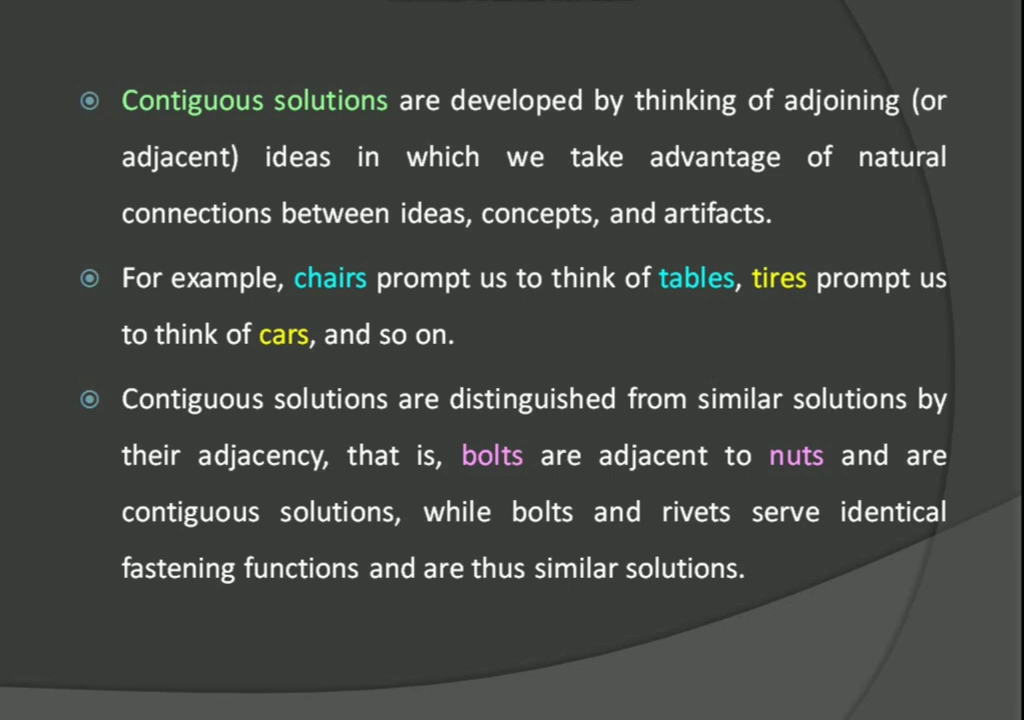 Contiguous solutions are developed by thinking of adjoining (or
adjacent) ideas in which we take advantage of natural
connections between ideas, concepts, and artifacts.
For example, chairs prompt us to think of tables, tires prompt us
to think of cars, and so on.
Contiguous solutions are distinguished from similar solutions by
their adjacency, that is, bolts are adjacent to nuts and are
contiguous solutions, while bolts and rivets serve identical
fastening functions and are thus similar solutions.